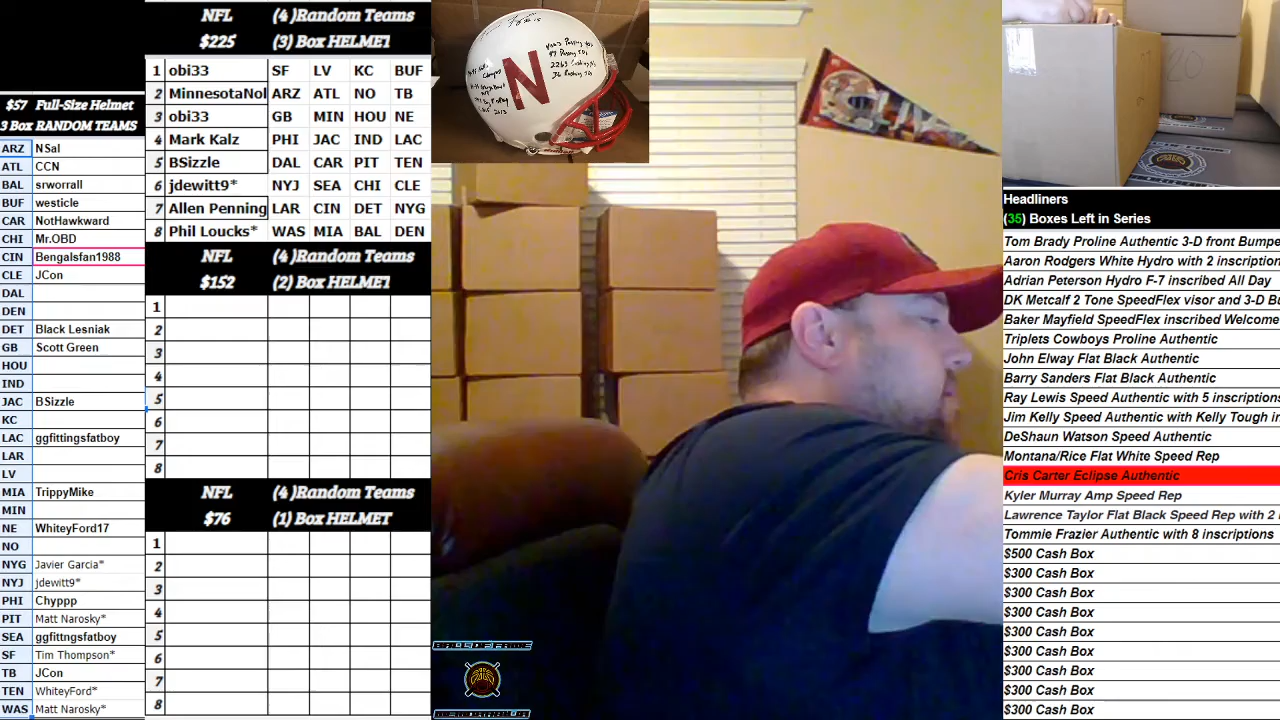 $57 Full-Size Helmet
3 Box RANDOM TEAMS
ARZ NSal
ATL CCN
BAL srworrall
BUF westicle
CAR NotHawkward
CHI Mr.OBD
CIN Bengalsfan1988
CLE JCon
DAL
DEN
DET Black Lesniak
GB Scott Green
HOU
IND
JAC BSizzle
KC
LAC ggfittingsfatboy
LAR
LV
MIA TrippyMike
MIN
NE WhiteyFord17
NO
NYG Javier Garcia*
NYJ jdewitt9*
PHI Chyppp
PIT Matt Narosky*
SEA ggfittngsfatboy
SF Tim Thompson*
TB JCon
TEN WhiteyFord*
WAS Matt Narosky*
NFL (4 )Random Teams
$225 (3) Box HELMET
1 obi33 SF LV KC BUF
2 MinnesotaNol ARZ ATL NO TB
3 obi33 GB MIN HOU NE
4 Mark Kalz PHI JAC IND LAC
5 BSizzle DAL CAR PIT TEN
6 jdewitt9* NYJ SEA CHI CLE
7 Allen Penning LAR CIN DET NYG
8 Phil Loucks* WAS MIA BAL DEN
NFL (4 )Random Teams
$152 (2) Box HELMET
1
2
3
4
5
6
7
8
NFL (4 )Random Teams
$76 (1) Box HELMET
1
2
3
4
5
6
7
8
N
Headliners
(35) Boxes Left in Series
Tom Brady Proline Authentic 3-D front Bumpe
Aaron Rodgers White Hydro with 2 inscription
Adrian Peterson Hydro F-7 inscribed All Day
DK Metcalf 2 Tone SpeedFlex visor and 3-D B
Baker Mayfield SpeedFlex inscribed Welcome
Triplets Cowboys Proline Authentic
John Elway Flat Black Authentic
Barry Sanders Flat Black Authentic
Ray Lewis Speed Authentic with 5 inscriptions
Jim Kelly Speed Authentic with Kelly Tough in
DeShaun Watson Speed Authentic
Montana/Rice Flat White Speed Rep
Cris Carter Eclipse Authentic
Kyler Murray Amp Speed Rep
Lawrence Taylor Flat Black Speed Rep with 2 i
Tommie Frazier Authentic with 8 inscriptions
$500 Cash Box
$300 Cash Box
$300 Cash Box
$300 Cash Box
$300 Cash Box
$300 Cash Box
$300 Cash Box
$300 Cash Box
$300 Cash Box